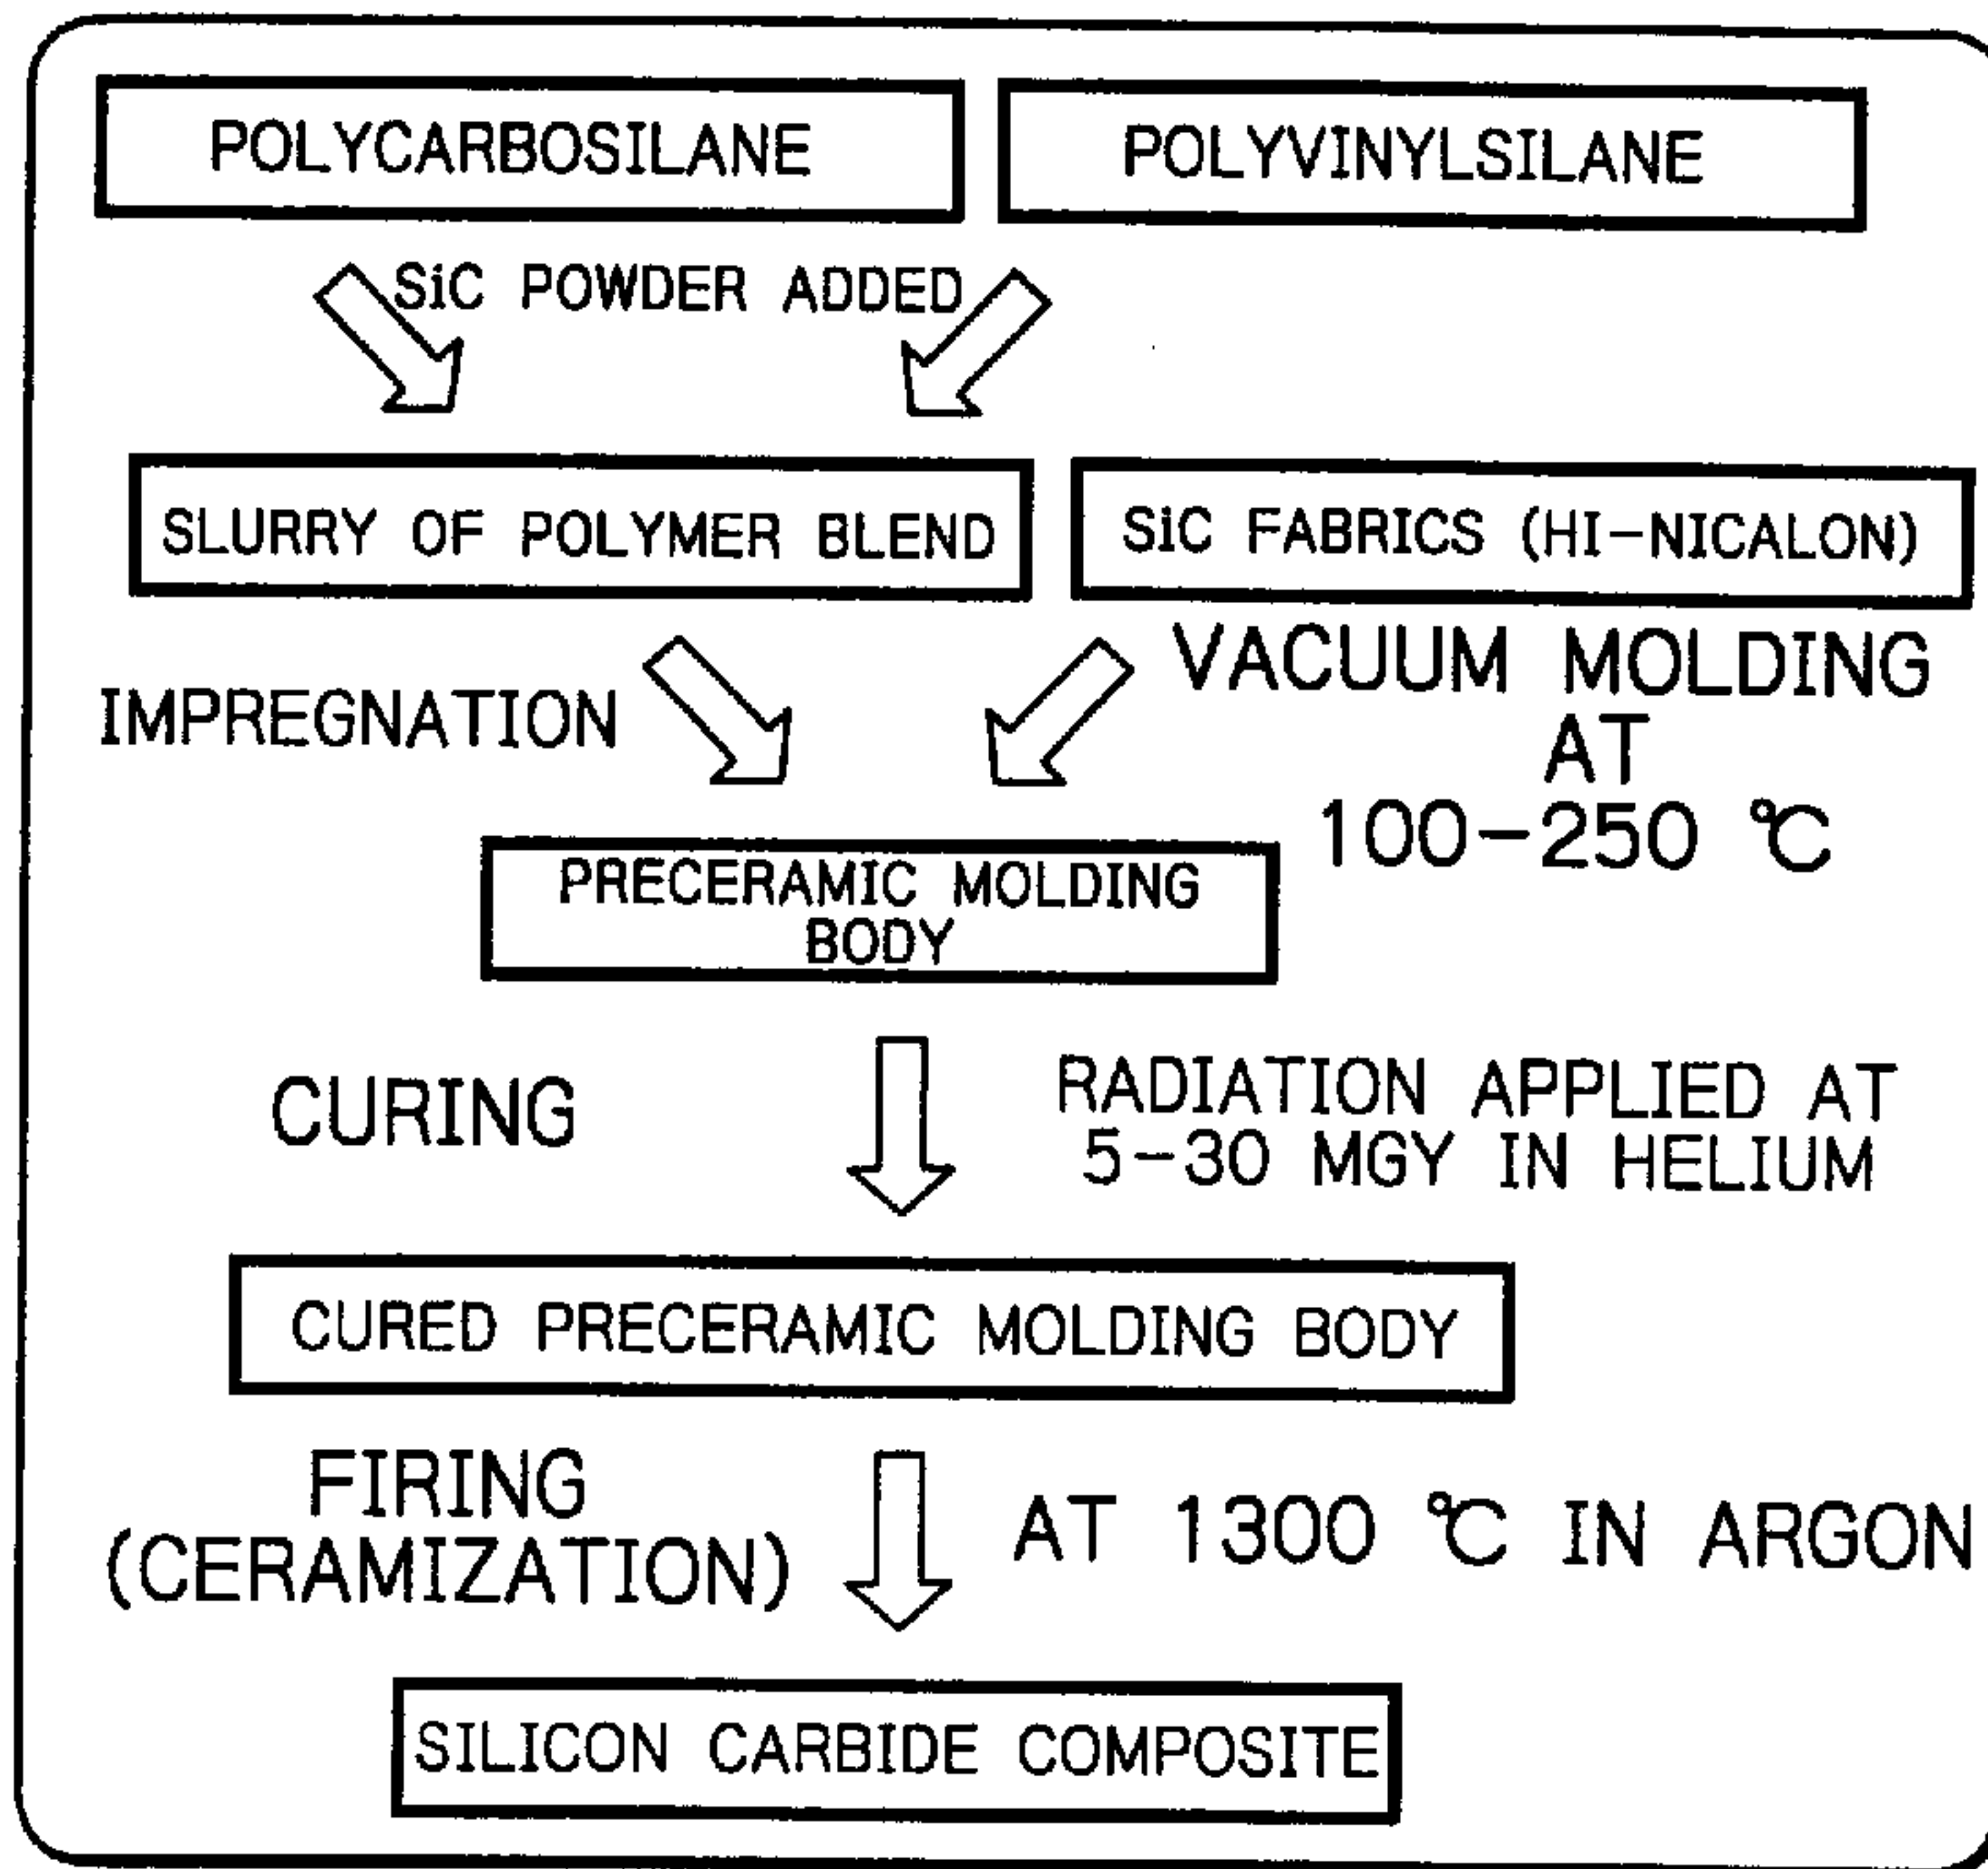 POLYCARBOSILANE
POLYVINYLSILANE
SiC POWDER ADDED
SLURRY OF POLYMER BLEND
SiC FABRICS (HI-NICALON)
IMPREGNATION
VACUUM MOLDING
AT
100-250 ℃
PRECERAMIC MOLDING
BODY
CURING
RADIATION APPLIED AT
5-30 MGY IN HELIUM
CURED PRECERAMIC MOLDING BODY
FIRING
(CERAMIZATION)
AT 1300 ℃ IN ARGON
SILICON CARBIDE COMPOSITE